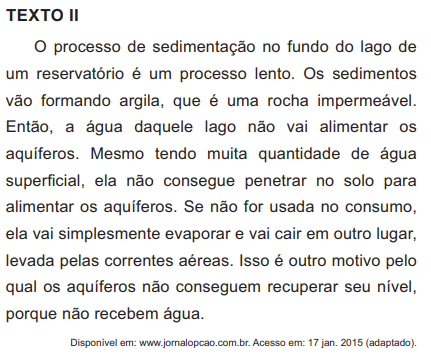 TEXTO II
O processo de sedimentação no fundo do lago de
um reservatório é um processo lento. Os sedimentos
vão formando argila, que é uma rocha impermeável.
Então, a água daquele lago não vai alimentar os
aquíferos. Mesmo tendo muita quantidade de água
superficial, ela não consegue penetrar no solo para
alimentar os aquíferos. Se não for usada no consumo,
ela vai simplesmente evaporar e vai cair em outro lugar,
levada pelas correntes aéreas. Isso é outro motivo pelo
qual os aquíferos não conseguem recuperar seu nível,
porque não recebem água.
Disponível em: www.jornalopcao.com.br. Acesso em: 17 jan. 2015 (adaptado).